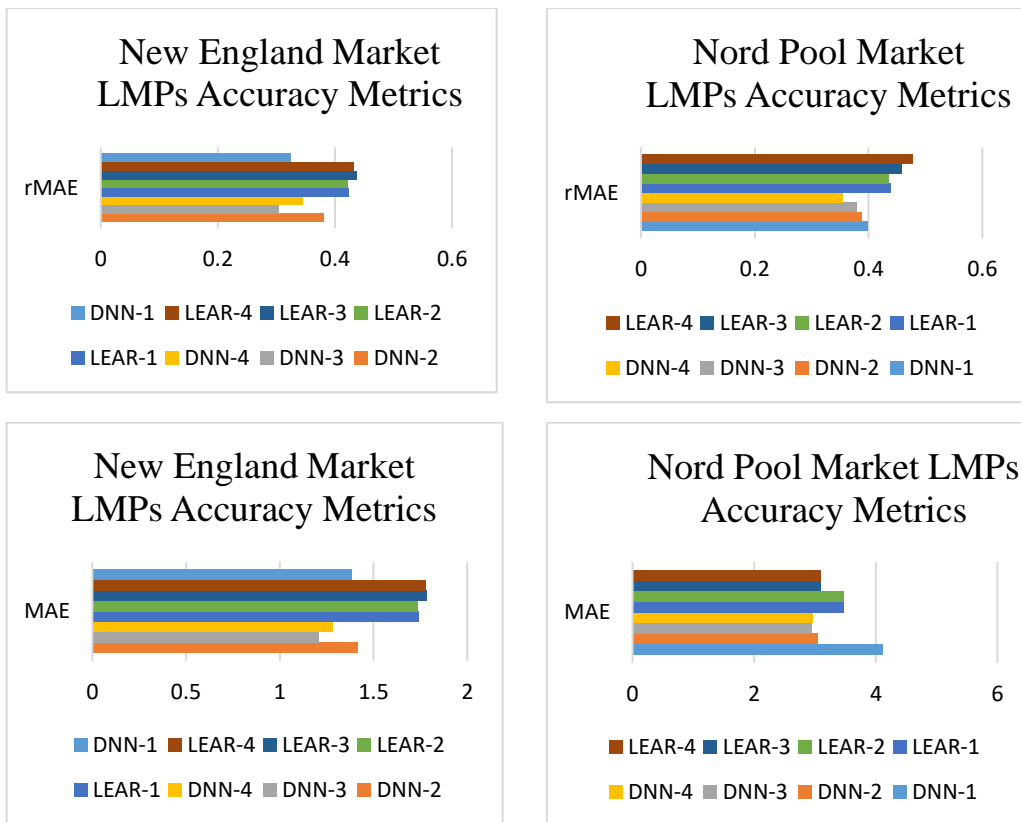 New England Market
LMPs Accuracy Metrics
rMAE
0 0.2 0.4 0.6
DNN-1 LEAR-4 LEAR-3 LEAR-2
LEAR-1 DNN-4 DNN-3 DNN-2
Nord Pool Market
LMPs Accuracy Metrics
rMAE
0 0.2 0.4 0.6
LEAR-4 LEAR-3 LEAR-2 LEAR-1
DNN-4 DNN-3 DNN-2 DNN-1
New England Market
LMPs Accuracy Metrics
MAE
0 0.5 1 1.5 2
DNN-1 LEAR-4 LEAR-3 LEAR-2
LEAR-1 DNN-4 DNN-3 DNN-2
Nord Pool Market LMPs
Accuracy Metrics
MAE
0 2 4 6
LEAR-4 LEAR-3 LEAR-2 LEAR-1
DNN-4 DNN-3 DNN-2 DNN-1